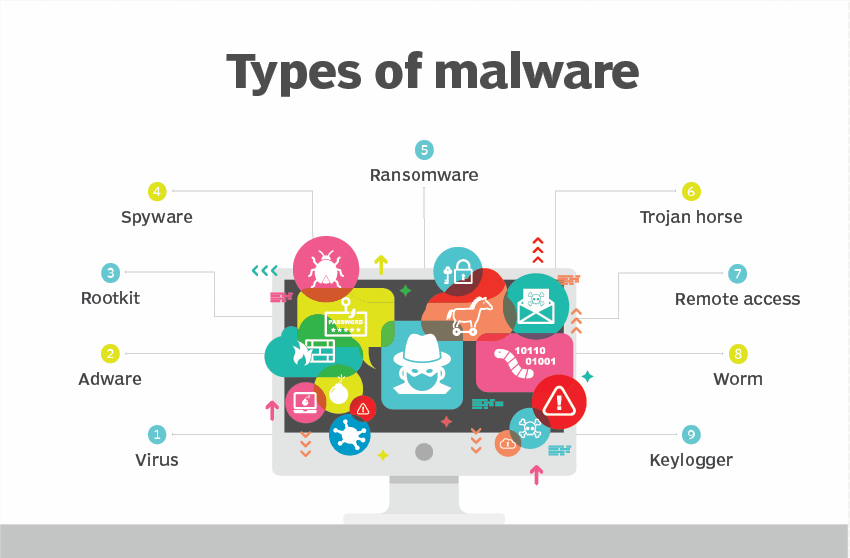 Types of malware
5
Ransomware
4
Spyware
6
Trojan horse
3
Rootkit
7
Remote access
2
Adware
8
Worm
1
Virus
9
Keylogger
PASSWORD
★★★★★
10110
01001
!
!